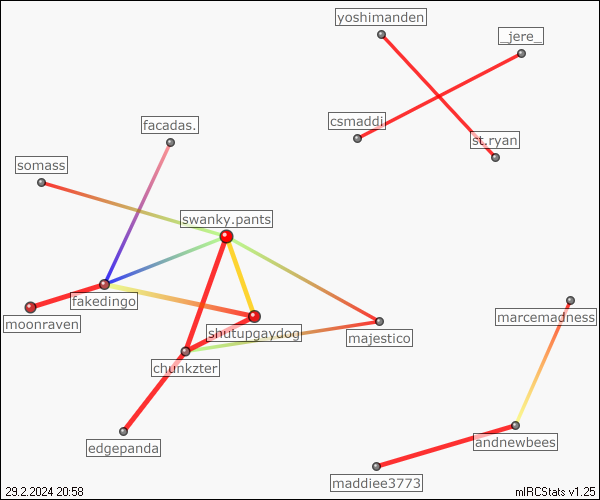 yoshimanden
_jere_
facadas.
csmaddi
st.ryan
somass
swanky.pants
fakedingo
moonraven
marcemadness
shutupgaydog
majestico
chunkzter
edgepanda
andnewbees
maddiee3773
29.2.2024 20:58
mIRCStats v1.25